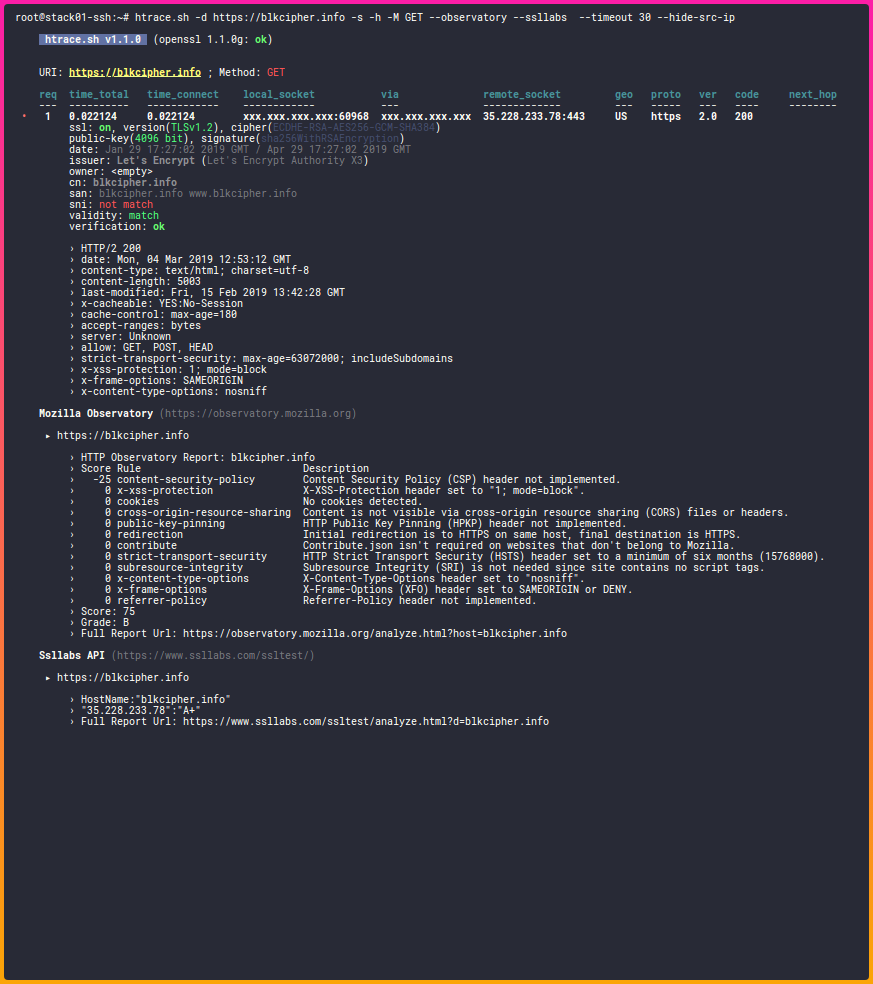 root@stack01-ssh:~# htrace.sh -d https://blkcipher.info -s -h -M GET --observatory --ssllabs  --timeout 30 --hide-src-ip
htrace.sh v1.1.0  (openssl 1.1.0g: ok)
URI: https://blkcipher.info ; Method: GET
req  time_total   time_connect    local_socket           via              remote_socket         geo   proto   ver   code     next_hop
---  ----------   ------------    ------------           ---              -------------         ---   -----   ---   ----     --------
•   1  0.022124     0.022124        xxx.xxx.xxx.xxx:60968  xxx.xxx.xxx.xxx  35.228.233.78:443     US    https   2.0   200
ssl: on, version(TLSv1.2), cipher(ECDHE-RSA-AES256-GCM-SHA384)
public-key(4096 bit), signature(sha256WithRSAEncryption)
date: Jan 29 17:27:02 2019 GMT / Apr 29 17:27:02 2019 GMT
issuer: Let's Encrypt (Let's Encrypt Authority X3)
owner: <empty>
cn: blkcipher.info
san: blkcipher.info www.blkcipher.info
sni: not match
validity: match
verification: ok
› HTTP/2 200
› date: Mon, 04 Mar 2019 12:53:12 GMT
› content-type: text/html; charset=utf-8
› content-length: 5003
› last-modified: Fri, 15 Feb 2019 13:42:28 GMT
› x-cacheable: YES:No-Session
› cache-control: max-age=180
› accept-ranges: bytes
› server: Unknown
› allow: GET, POST, HEAD
› strict-transport-security: max-age=63072000; includeSubdomains
› x-xss-protection: 1; mode=block
› x-frame-options: SAMEORIGIN
› x-content-type-options: nosniff
Mozilla Observatory (https://observatory.mozilla.org)
▸ https://blkcipher.info
› HTTP Observatory Report: blkcipher.info
› Score Rule                           Description
›   -25 content-security-policy        Content Security Policy (CSP) header not implemented.
›     0 x-xss-protection               X-XSS-Protection header set to "1; mode=block".
›     0 cookies                        No cookies detected.
›     0 cross-origin-resource-sharing  Content is not visible via cross-origin resource sharing (CORS) files or headers.
›     0 public-key-pinning             HTTP Public Key Pinning (HPKP) header not implemented.
›     0 redirection                    Initial redirection is to HTTPS on same host, final destination is HTTPS.
›     0 contribute                     Contribute.json isn't required on websites that don't belong to Mozilla.
›     0 strict-transport-security      HTTP Strict Transport Security (HSTS) header set to a minimum of six months (15768000).
›     0 subresource-integrity          Subresource Integrity (SRI) is not needed since site contains no script tags.
›     0 x-content-type-options         X-Content-Type-Options header set to "nosniff".
›     0 x-frame-options                X-Frame-Options (XFO) header set to SAMEORIGIN or DENY.
›     0 referrer-policy                Referrer-Policy header not implemented.
› Score: 75
› Grade: B
› Full Report Url: https://observatory.mozilla.org/analyze.html?host=blkcipher.info
Ssllabs API (https://www.ssllabs.com/ssltest/)
▸ https://blkcipher.info
› HostName:"blkcipher.info"
› "35.228.233.78":"A+"
› Full Report Url: https://www.ssllabs.com/ssltest/analyze.html?d=blkcipher.info